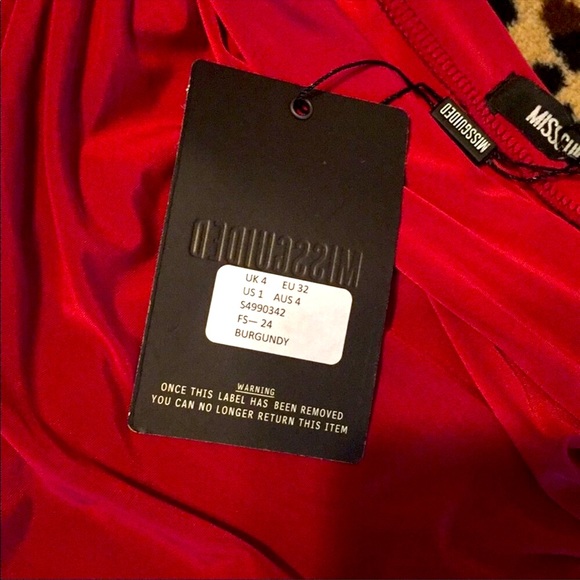 MISSGUIDED
MISSGUIDED
UK 4 EU 32
US 1 AUS 4
S4990342
FS— 24
BURGUNDY
WARNING
ONCE THIS LABEL HAS BEEN REMOVED
YOU CAN NO LONGER RETURN THIS ITEM